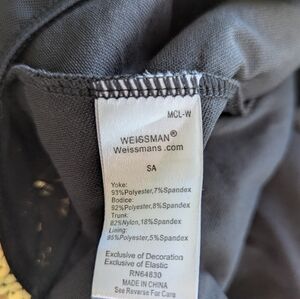 MCL-W
WEISSMAN®
Weissmans.com
SA
Yoke:
93%Polyester,7%Spandex
Bodice:
92%Polyester,8%Spandex
Trunk:
82%Nylon,18%Spandex
Lining:
95%Polyester,5%Spandex
Exclusive of Decoration
Exclusive of Elastic
RN64830
MADE IN CHINA
See Reverse For Care